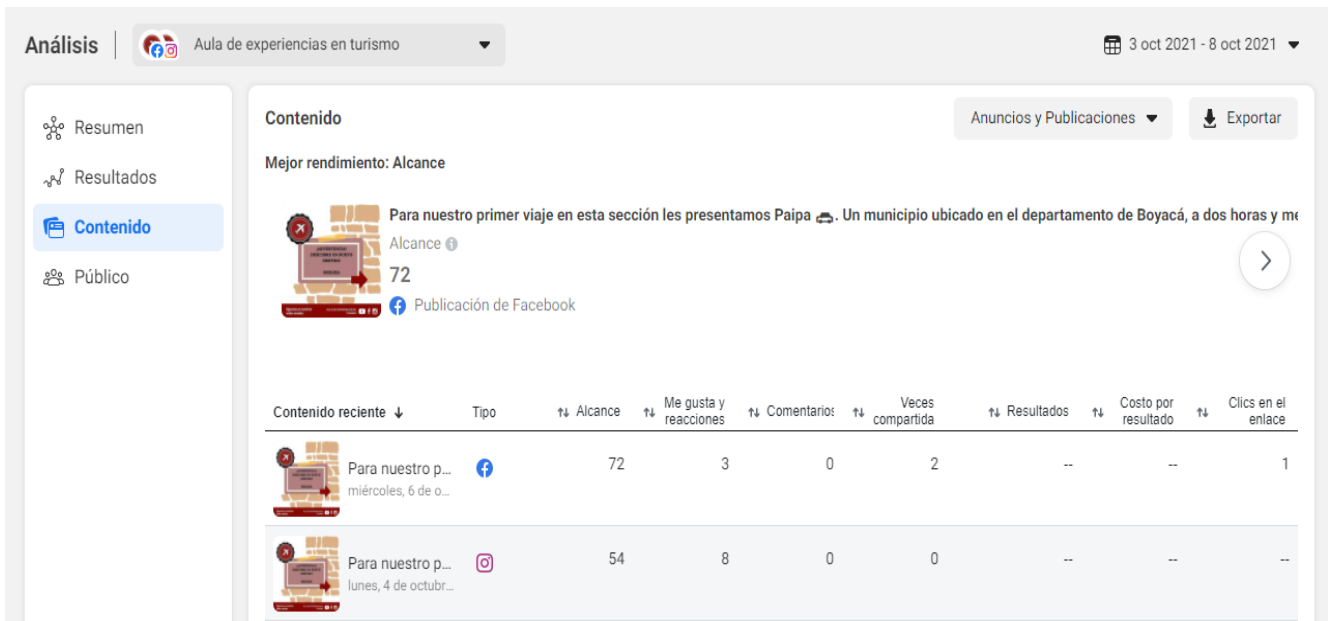 Análisis
Aula de experiencias en turismo
3 oct 2021 - 8 oct 2021
Resumen
Resultados
Contenido
Público
Contenido
Anuncios y Publicaciones
Exportar
Mejor rendimiento: Alcance
Para nuestro primer viaje en esta sección les presentamos Paipa 🚗. Un municipio ubicado en el departamento de Boyacá, a dos horas y me
Alcance
72
Publicación de Facebook
Contenido reciente ↓ Tipo Alcance Me gusta y reacciones Comentarios Veces compartida Resultados Costo por resultado Clics en el enlace
Para nuestro p... 72 3 0 2 -- -- 1
miércoles, 6 de o...
Para nuestro p... 54 8 0 0 -- -- --
lunes, 4 de octubr...